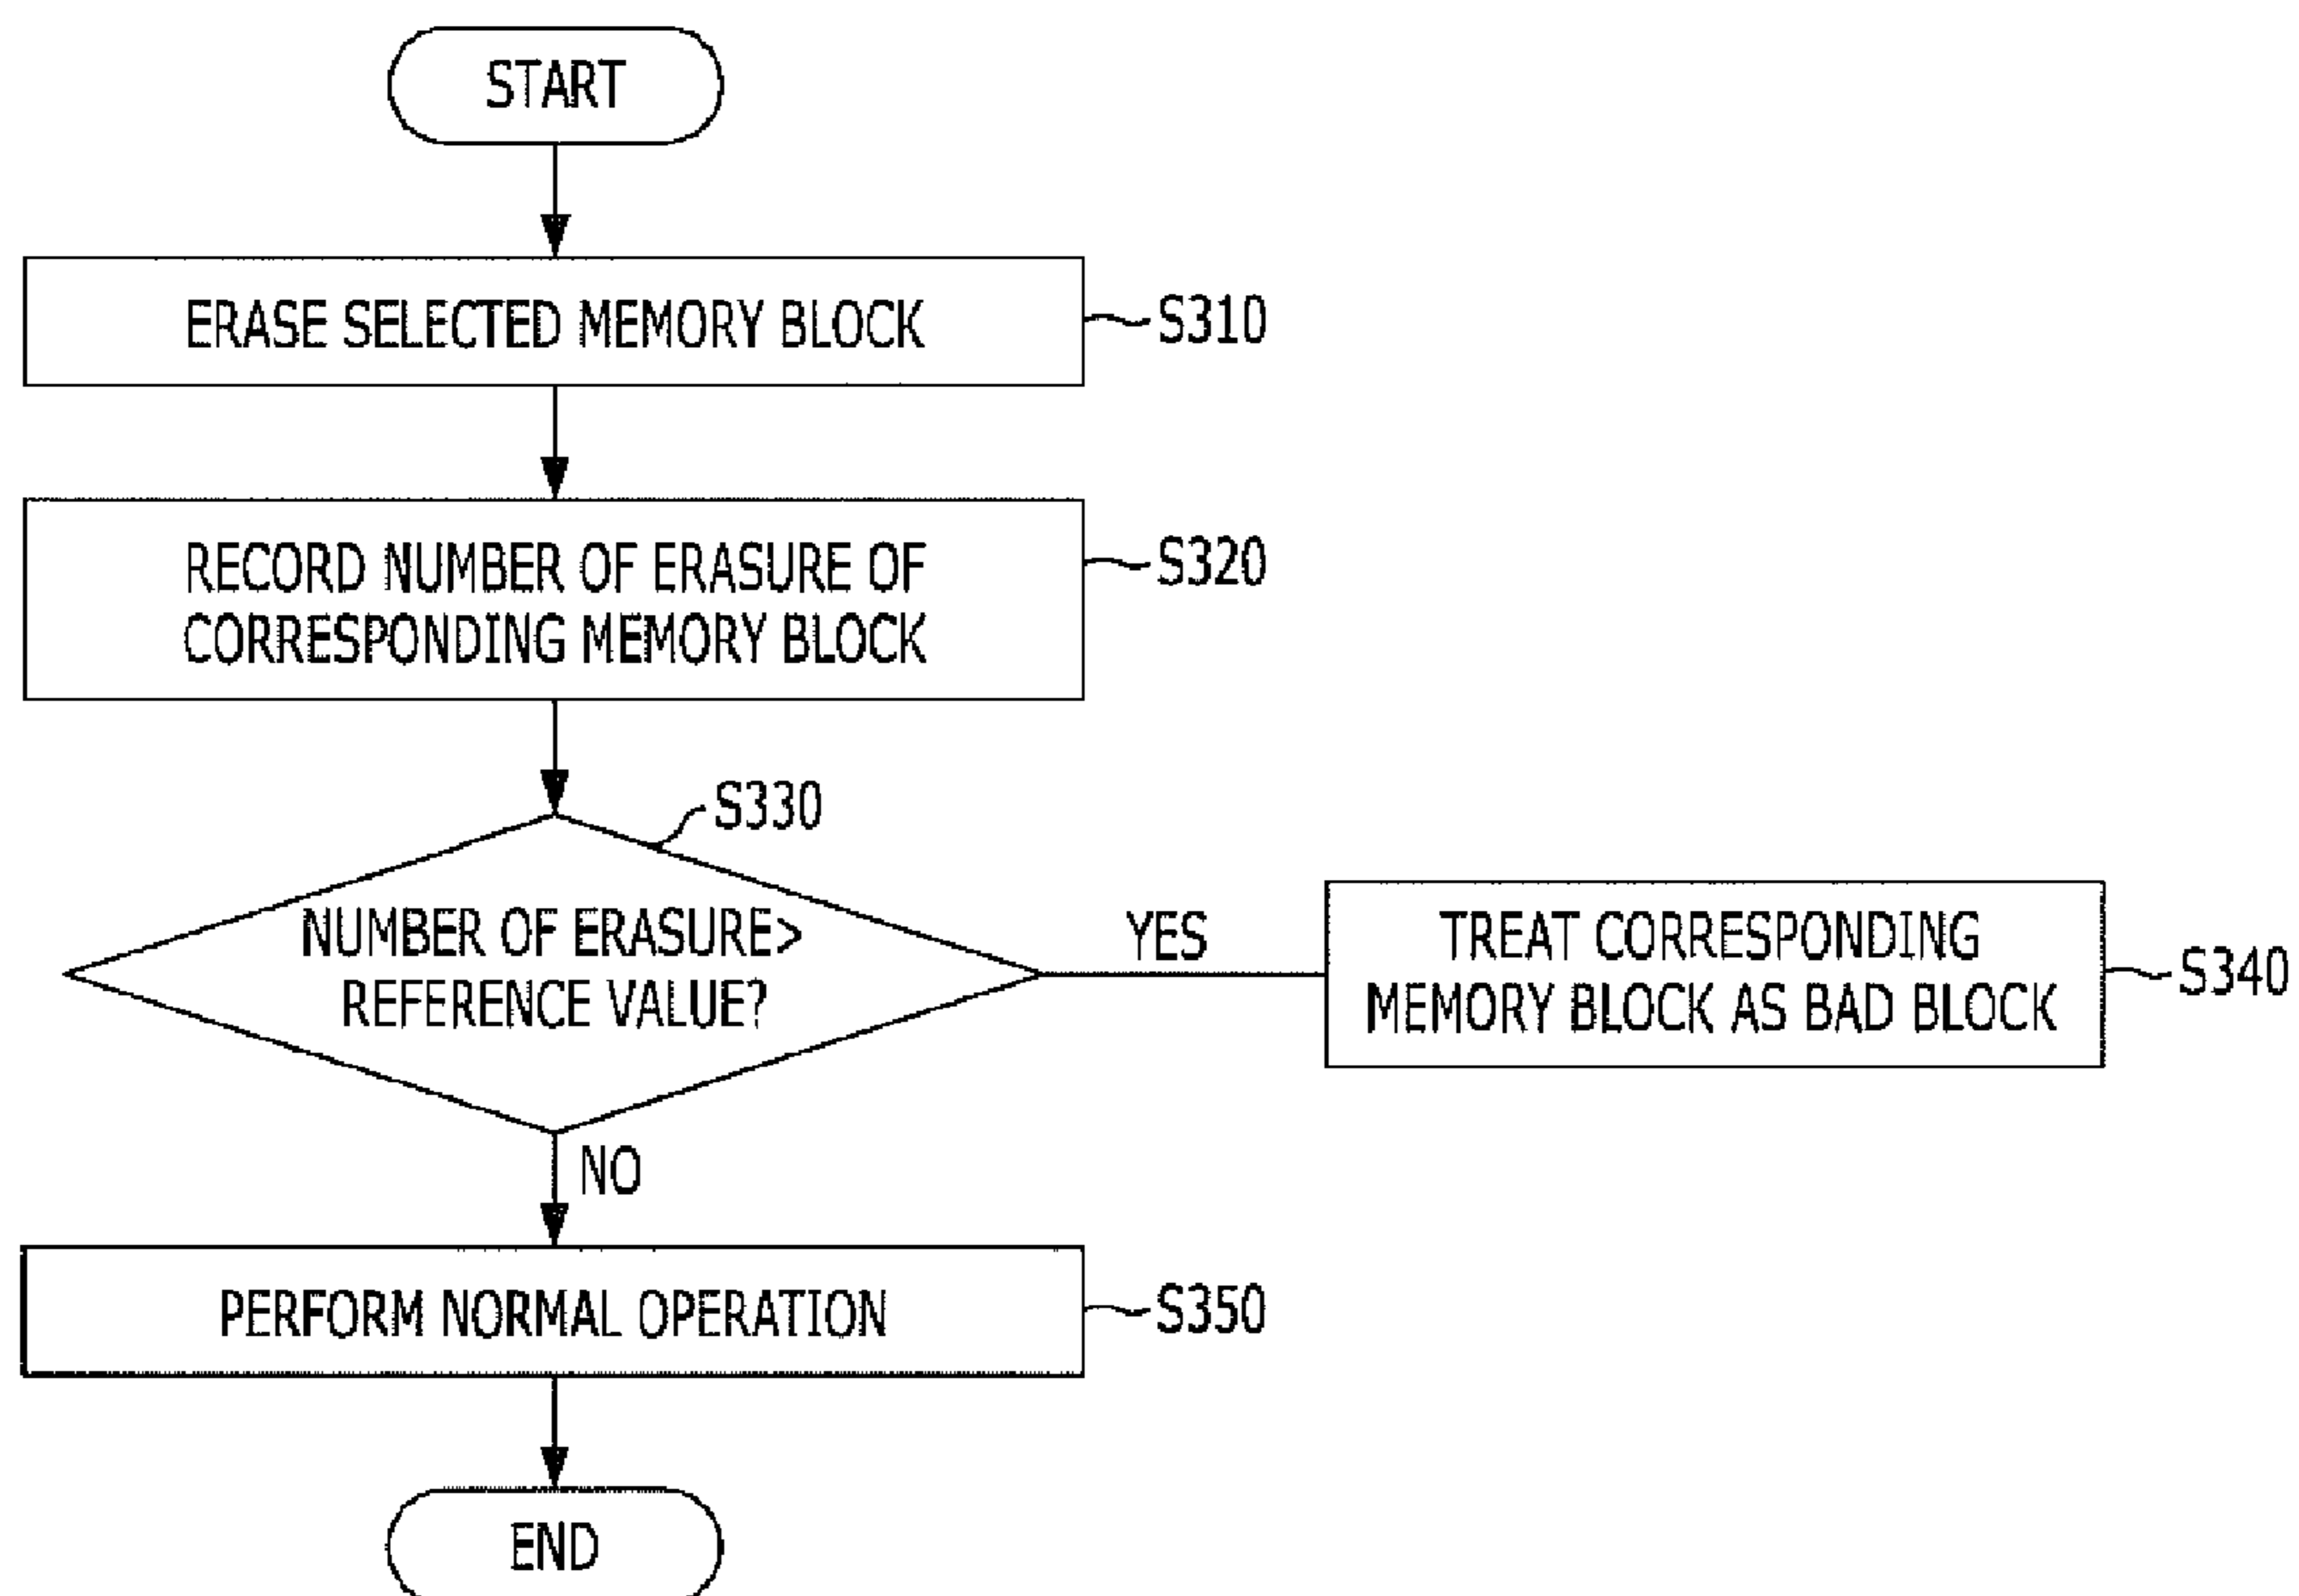 START
ERASE SELECTED MEMORY BLOCK
S310
RECORD NUMBER OF ERASURE OF
CORRESPONDING MEMORY BLOCK
S320
S330
NUMBER OF ERASURE>
REFERENCE VALUE?
YES
TREAT CORRESPONDING
MEMORY BLOCK AS BAD BLOCK
S340
NO
PERFORM NORMAL OPERATION
S350
END